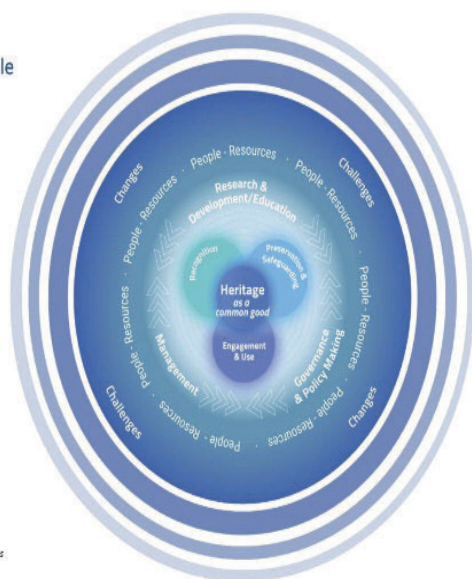 le
Changes
Challenges
People - Resources · People - Resources · People - Resources · People - Resources · People - Resources · People - Resources · People - Resources ·
Research &
Development/Education
Recognition
Preservation &
Safeguarding
Heritage
as a
common good
Engagement
& Use
Management
Governance
& Policy Making
Challenges
Changes
s